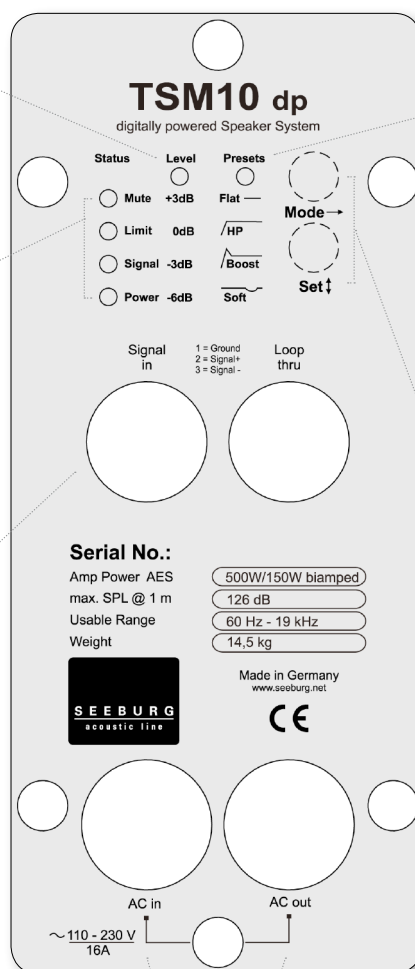 TSM10 dp
digitally powered Speaker System
Status Level Presets
Mute +3dB Flat
Mode
Limit 0dB HP
Signal -3dB Boost
Set
Power -6dB Soft
Signal
in
1 = Ground
2 = Signal+
3 = Signal -
Loop
thru
Serial No.:
Amp Power AES 500W/150W biamped
max. SPL @ 1 m 126 dB
Usable Range 60 Hz - 19 kHz
Weight 14,5 kg
SEEBURG
acoustic line
Made in Germany
www.seeburg.net
CE
AC in AC out
~ 110 - 230 V
16A